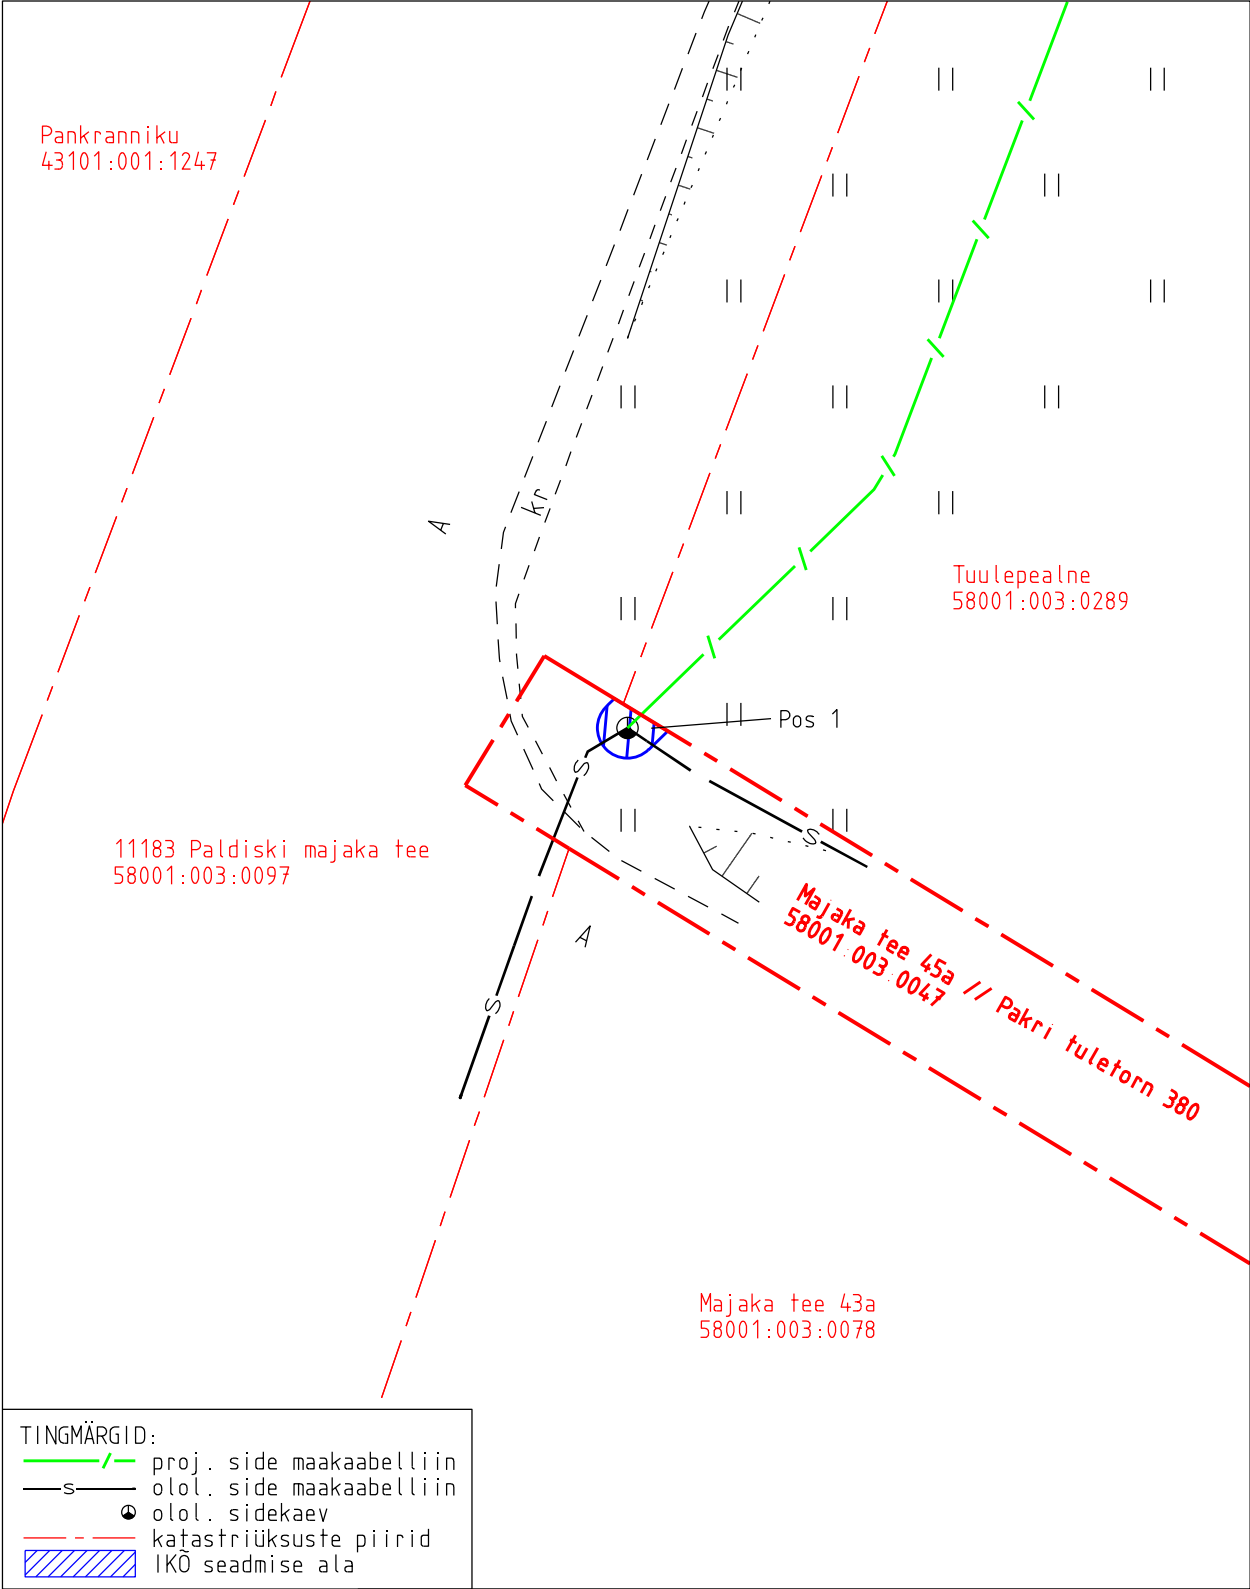 Pankranniku
43101:001:1247
A
kr
Tuulepealne
58001:003:0289
Pos 1
S
11183 Paldiski majaka tee
58001:003:0097
S
A
Majaka tee 45a // Pakri tuletorn 380
58001:003:0047
S
Majaka tee 43a
58001:003:0078
TINGMÄRGID:
proj. side maakaabelliin
S olol. side maakaabelliin
olol. sidekaev
katastriüksuste piirid
IKÕ seadmise ala